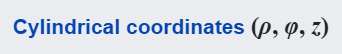 Cylindrical coordinates (ρ, φ, z)